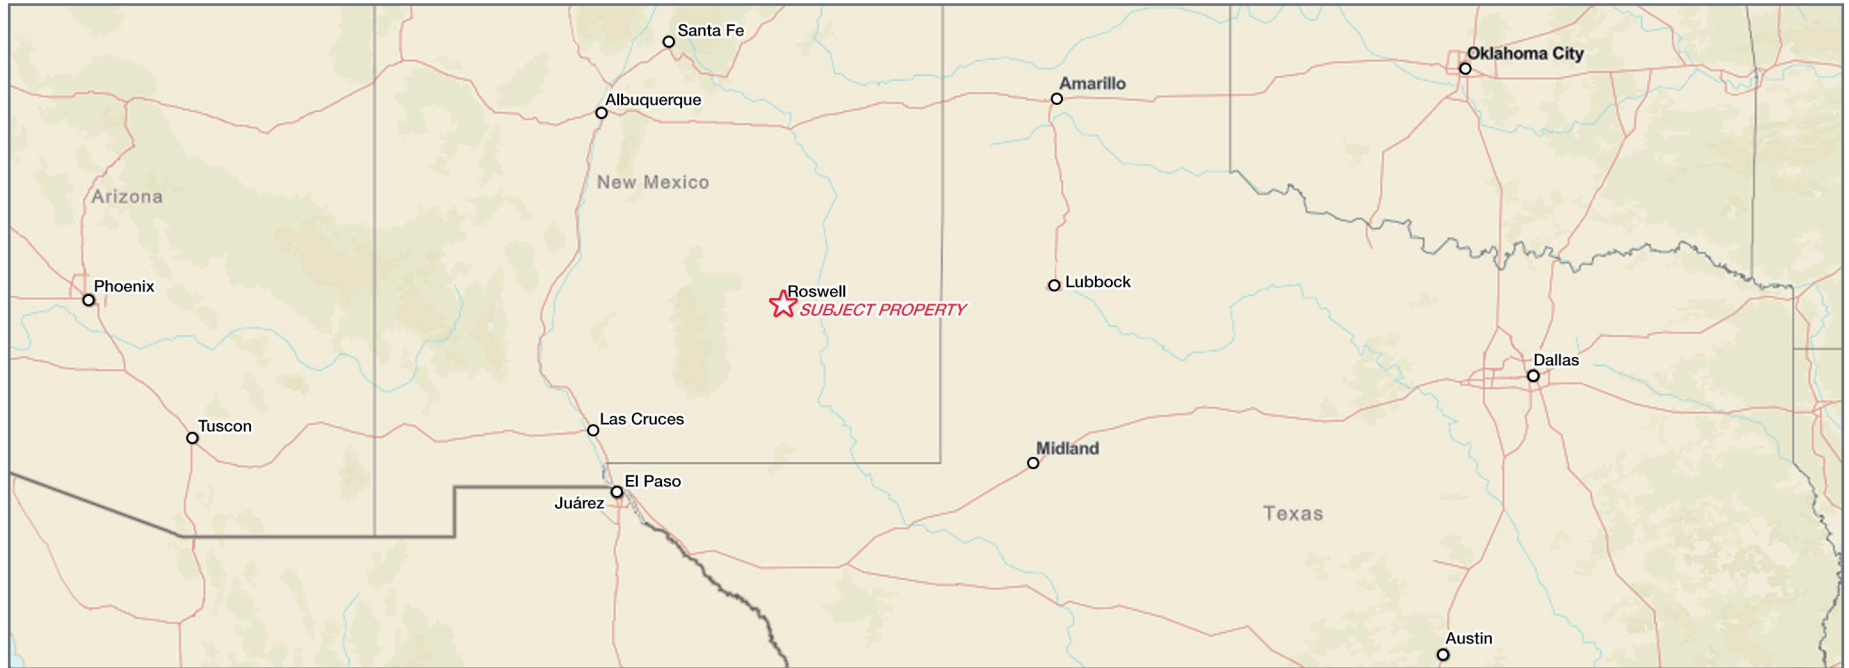 Santa Fe
Oklahoma City
Amarillo
Albuquerque
New Mexico
Arizona
Phoenix
Roswell
SUBJECT PROPERTY
Lubbock
Dallas
Las Cruces
Tuscon
Midland
El Paso
Juárez
Texas
Austin